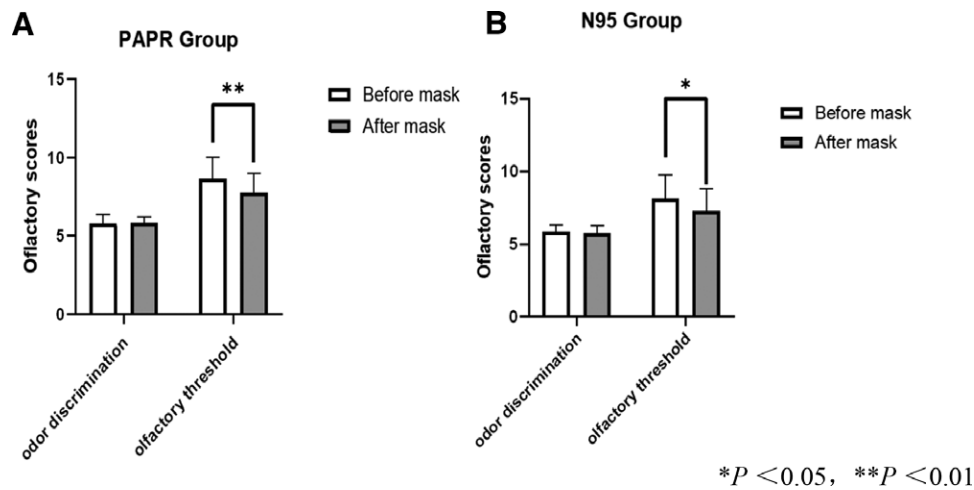 A
PAPR Group
15
10
5
0
Oflactory scores
**
Before mask
After mask
odor discrimination
olfactory threshold
B
N95 Group
15
10
5
0
Oflactory scores
*
Before mask
After mask
odor discrimination
olfactory threshold
*P <0.05, **P <0.01